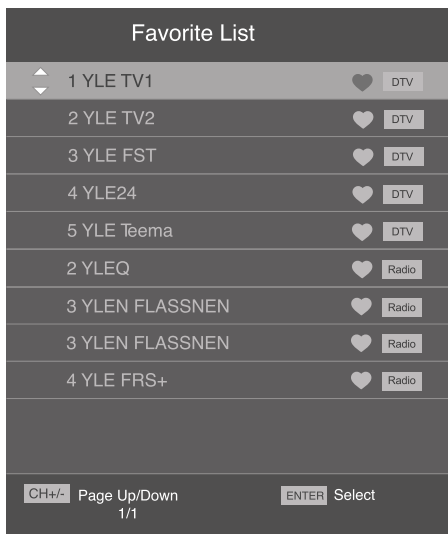 Favorite List
1 YLE TV1 DTV
2 YLE TV2 DTV
3 YLE FST DTV
4 YLE24 DTV
5 YLE Teema DTV
2 YLEQ Radio
3 YLEN FLASSNEN Radio
3 YLEN FLASSNEN Radio
4 YLE FRS+ Radio
CH+/- Page Up/Down ENTER Select
1/1